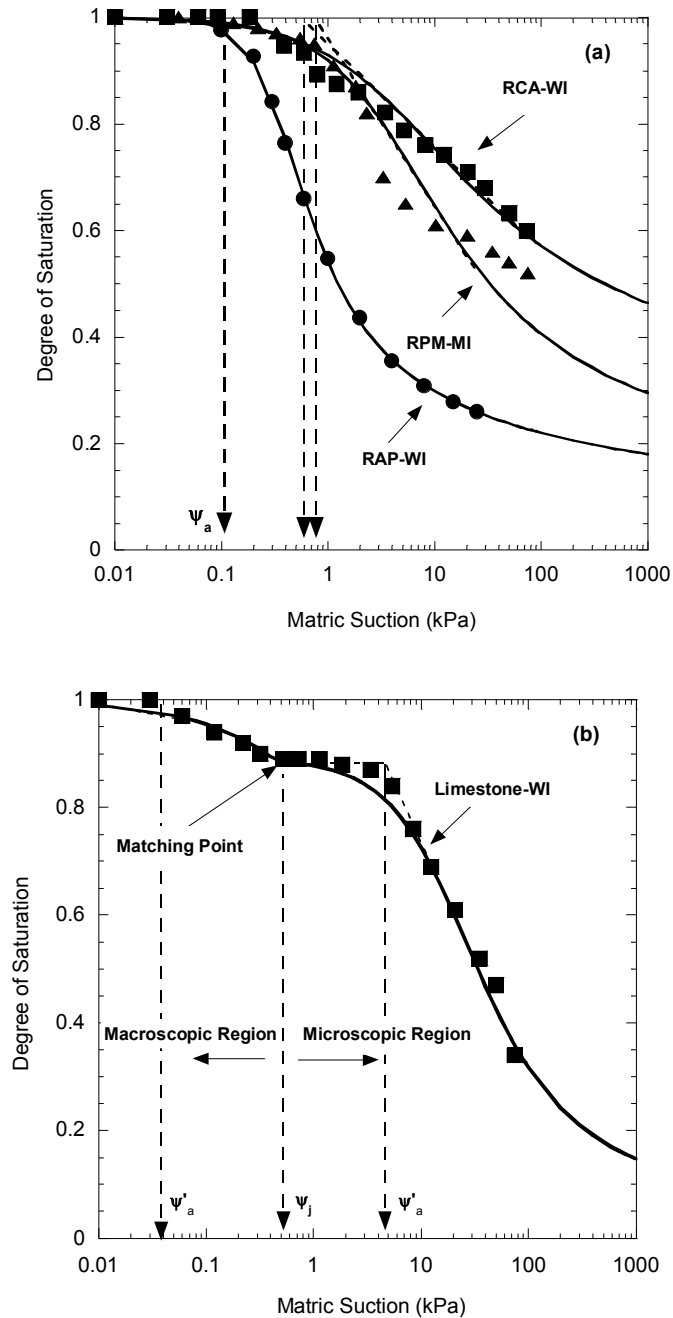 1
(a)
RCA-WI
0.8
0.6
Degree of Saturation
0.4
RPM-MI
RAP-WI
0.2
ψa
0
0.01 0.1 1 10 100 1000
Matric Suction (kPa)
1
(b)
Limestone-WI
0.8
Matching Point
0.6
Degree of Saturation
0.4
Macroscopic Region Microscopic Region
0.2
ψ'a ψj ψ'a
0
0.01 0.1 1 10 100 1000
Matric Suction (kPa)